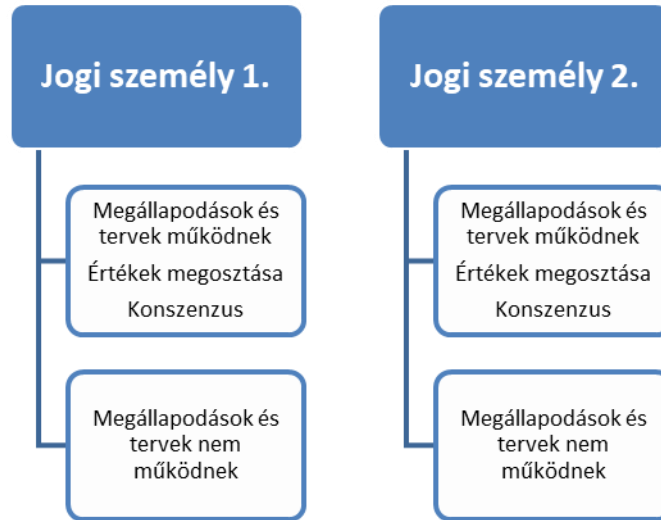 Jogi személy 1.
Megállapodások és
tervek működnek
Értékek megosztása
Konszenzus
Megállapodások és
tervek nem
működnek
Jogi személy 2.
Megállapodások és
tervek működnek
Értékek megosztása
Konszenzus
Megállapodások és
tervek nem
működnek